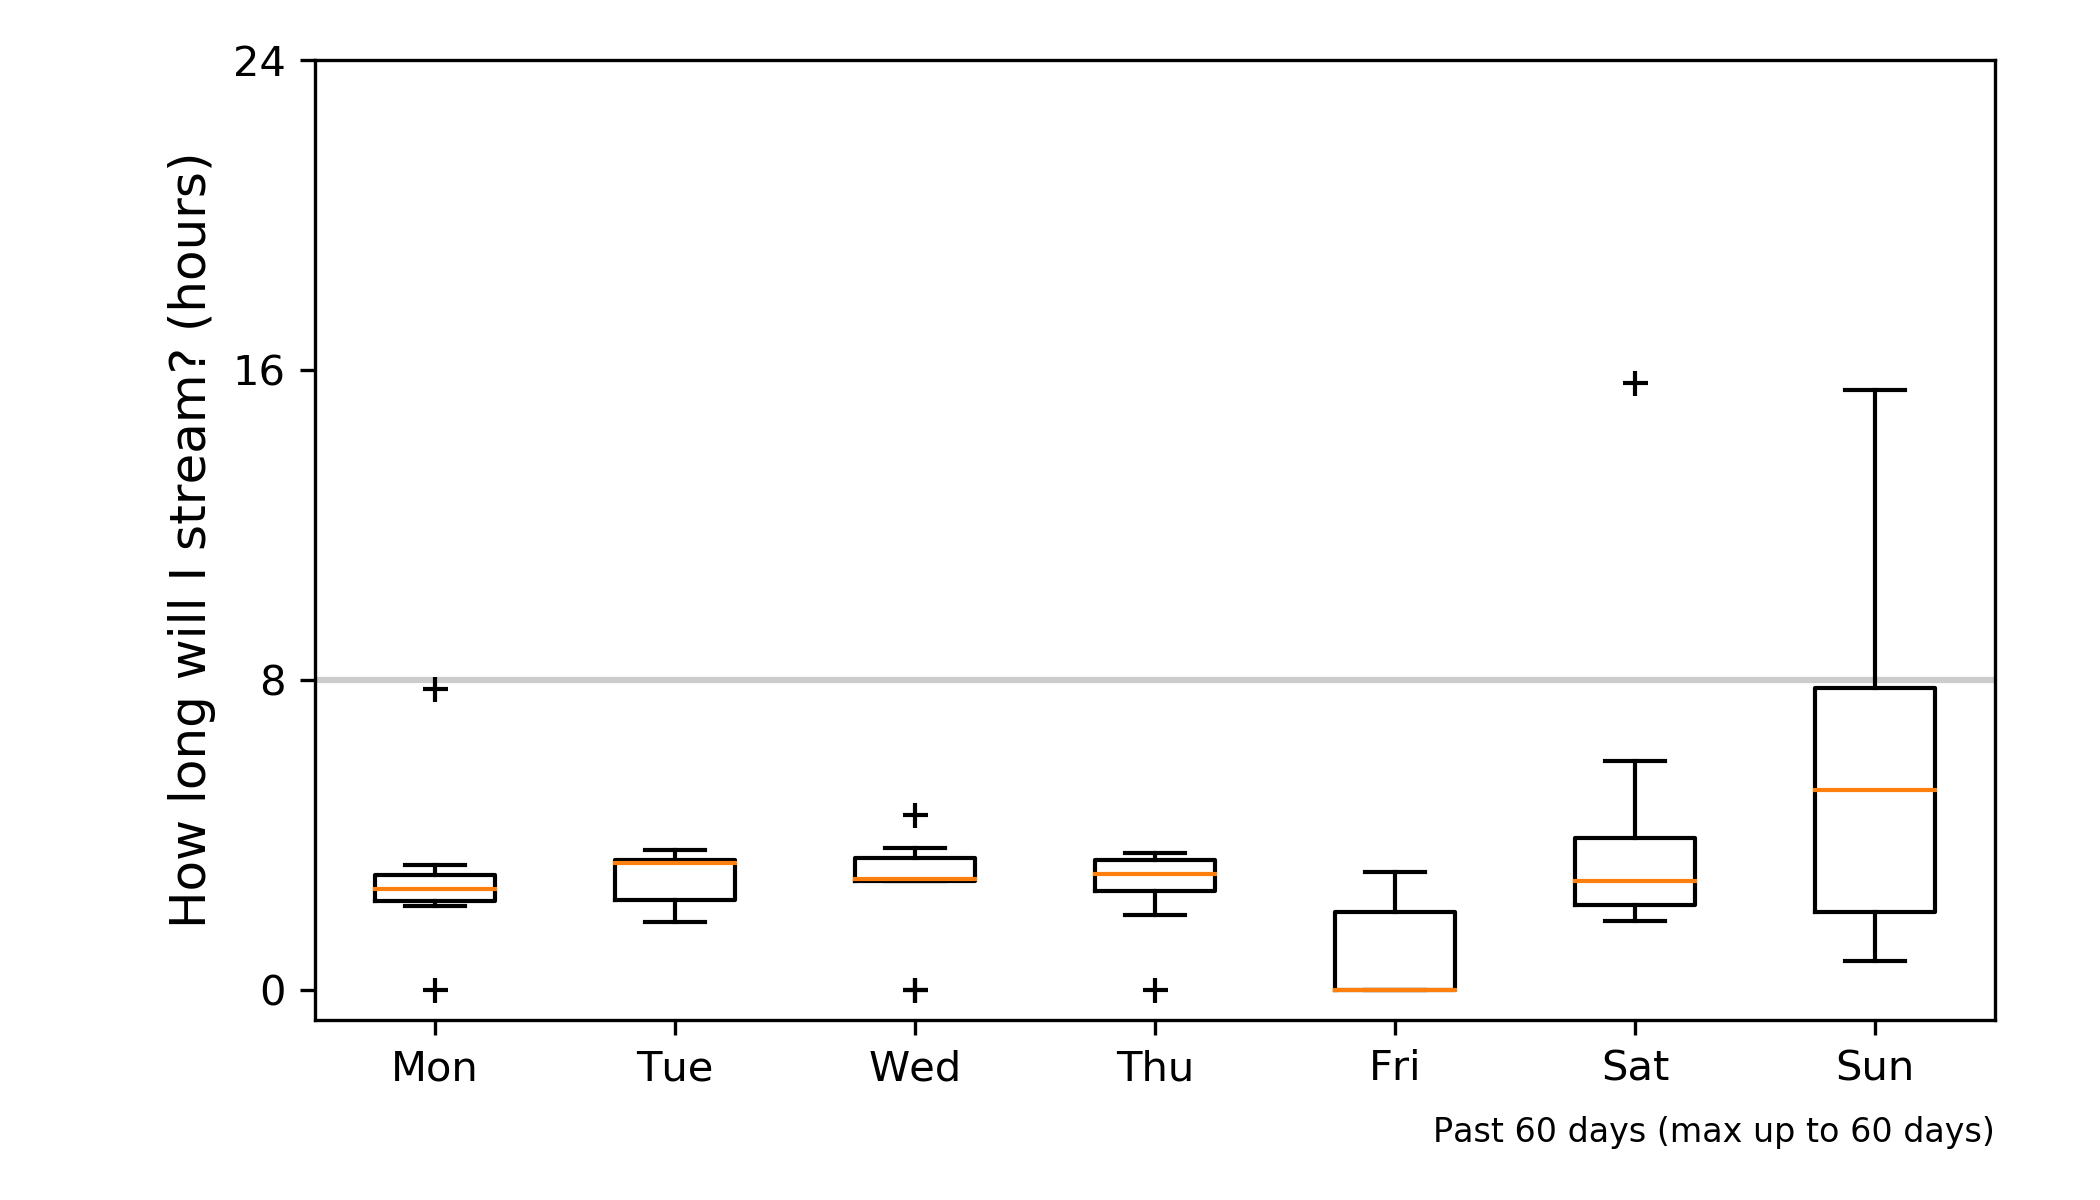 How long will I stream? (hours)
24
16
8
0
Mon Tue Wed Thu Fri Sat Sun
Past 60 days (max up to 60 days)